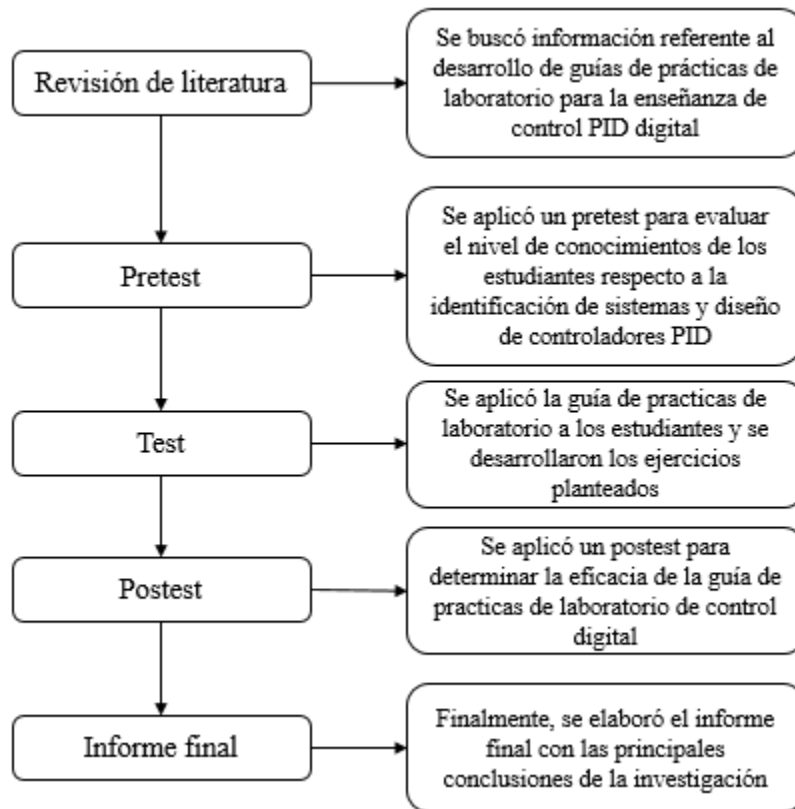 Revisión de literatura
Se buscó información referente al
desarrollo de guías de prácticas de
laboratorio para la enseñanza de
control PID digital
Pretest
Se aplicó un pretest para evaluar
el nivel de conocimientos de los
estudiantes respecto a la
identificación de sistemas y diseño
de controladores PID
Test
Se aplicó la guía de practicas de
laboratorio a los estudiantes y se
desarrollaron los ejercicios
planteados
Postest
Se aplicó un postest para
determinar la eficacia de la guía de
practicas de laboratorio de control
digital
Informe final
Finalmente, se elaboró el informe
final con las principales
conclusiones de la investigación